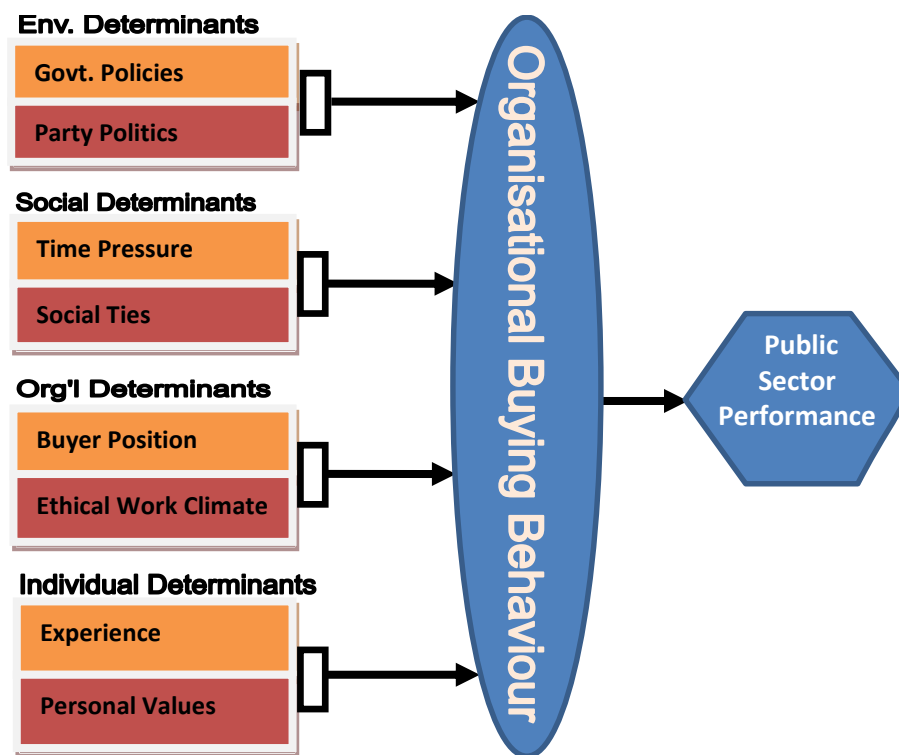 Env. Determinants
Govt. Policies
Party Politics
Social Determinants
Time Pressure
Social Ties
Org'l Determinants
Buyer Position
Ethical Work Climate
Individual Determinants
Experience
Personal Values
Organisational Buying Behaviour
Public
Sector
Performance